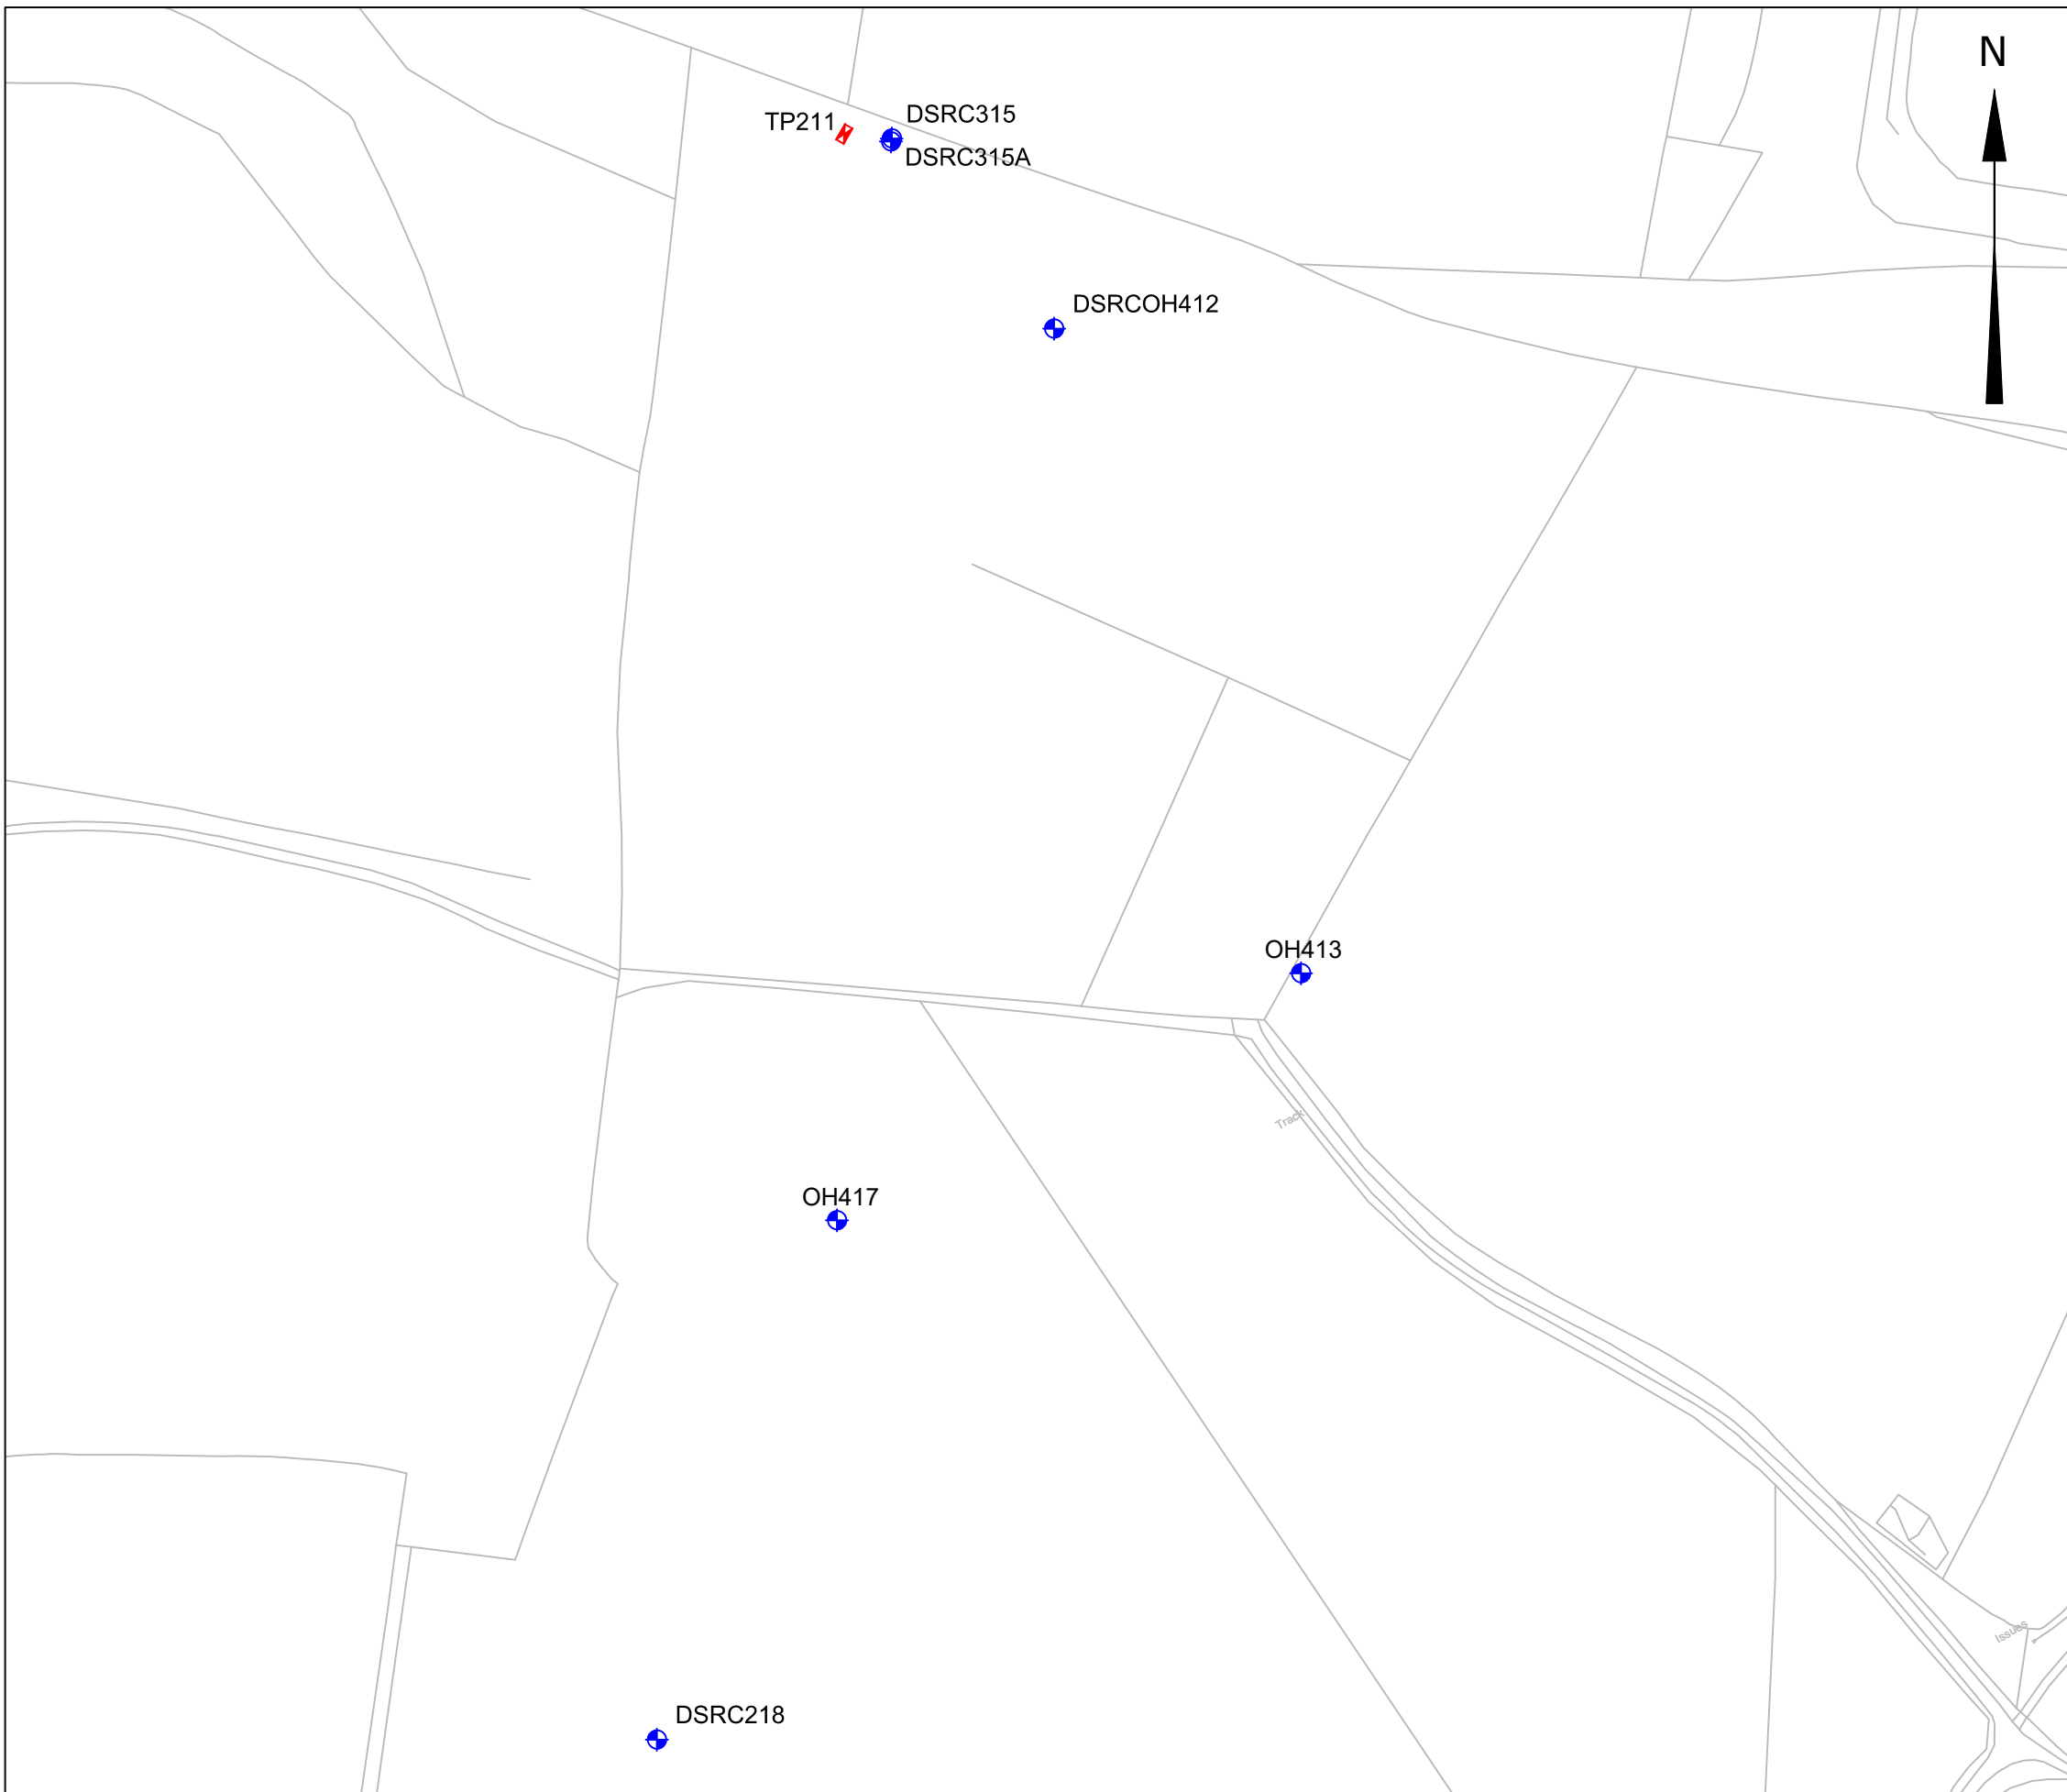 N
DSRC315
TP211
DSRC315A
DSRCOH412
OH413
Track
OH417
Issues
DSRC218